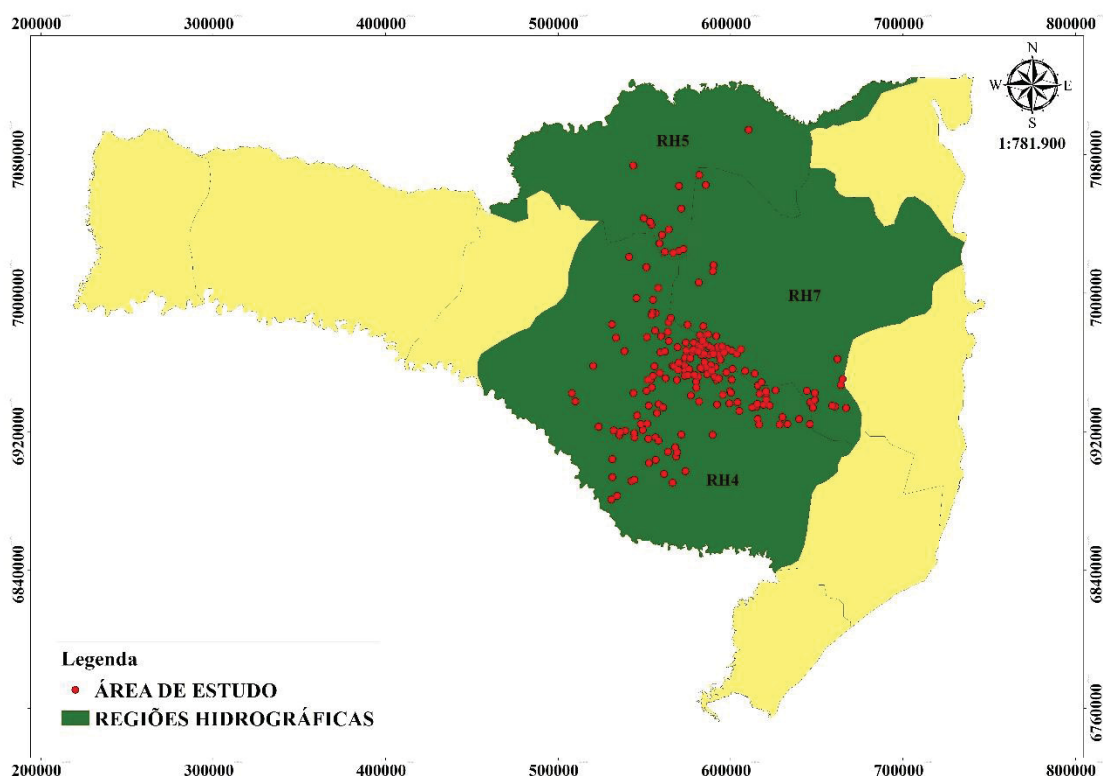 200000 300000 400000 500000 600000 700000 800000
N
W E
S
1:781.900
7080000 7080000
RH5
7000000 7000000
RH7
6920000 6920000
RH4
6840000 6840000
Legenda
ÁREA DE ESTUDO
REGIÕES HIDROGRÁFICAS
6760000
200000 300000 400000 500000 600000 700000 800000